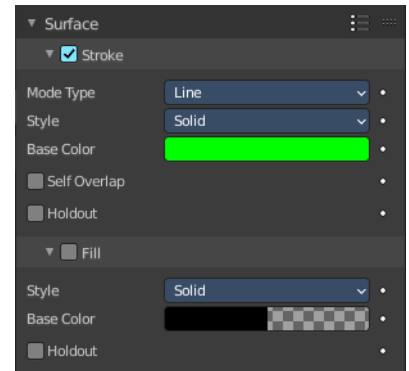 Surface
Stroke
Mode Type Line
Style Solid
Base Color
Self Overlap
Holdout
Fill
Style Solid
Base Color
Holdout